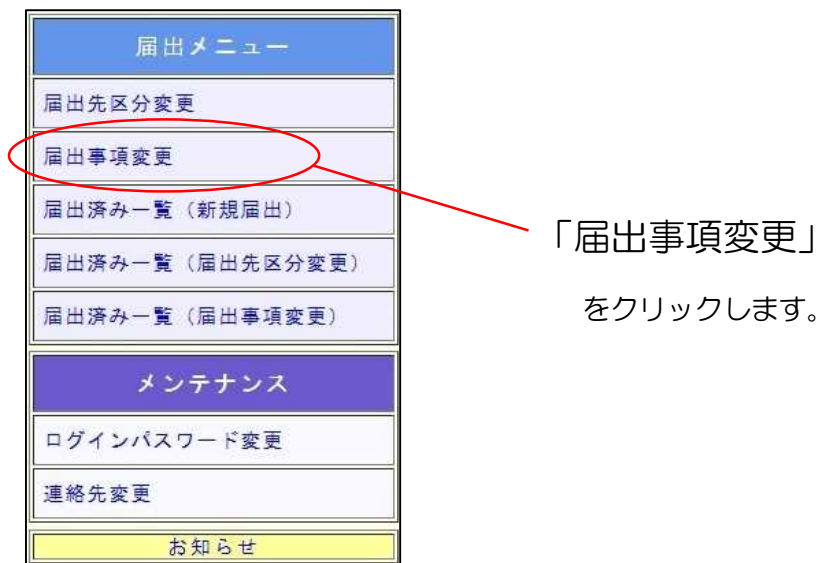 届出メニュー
届出先区分変更
届出事項変更
届出済み一覧（新規届出）
届出済み一覧（届出先区分変更）
届出済み一覧（届出事項変更）
メンテナンス
ログインパスワード変更
連絡先変更
お知らせ
「届出事項変更」
をクリックします。